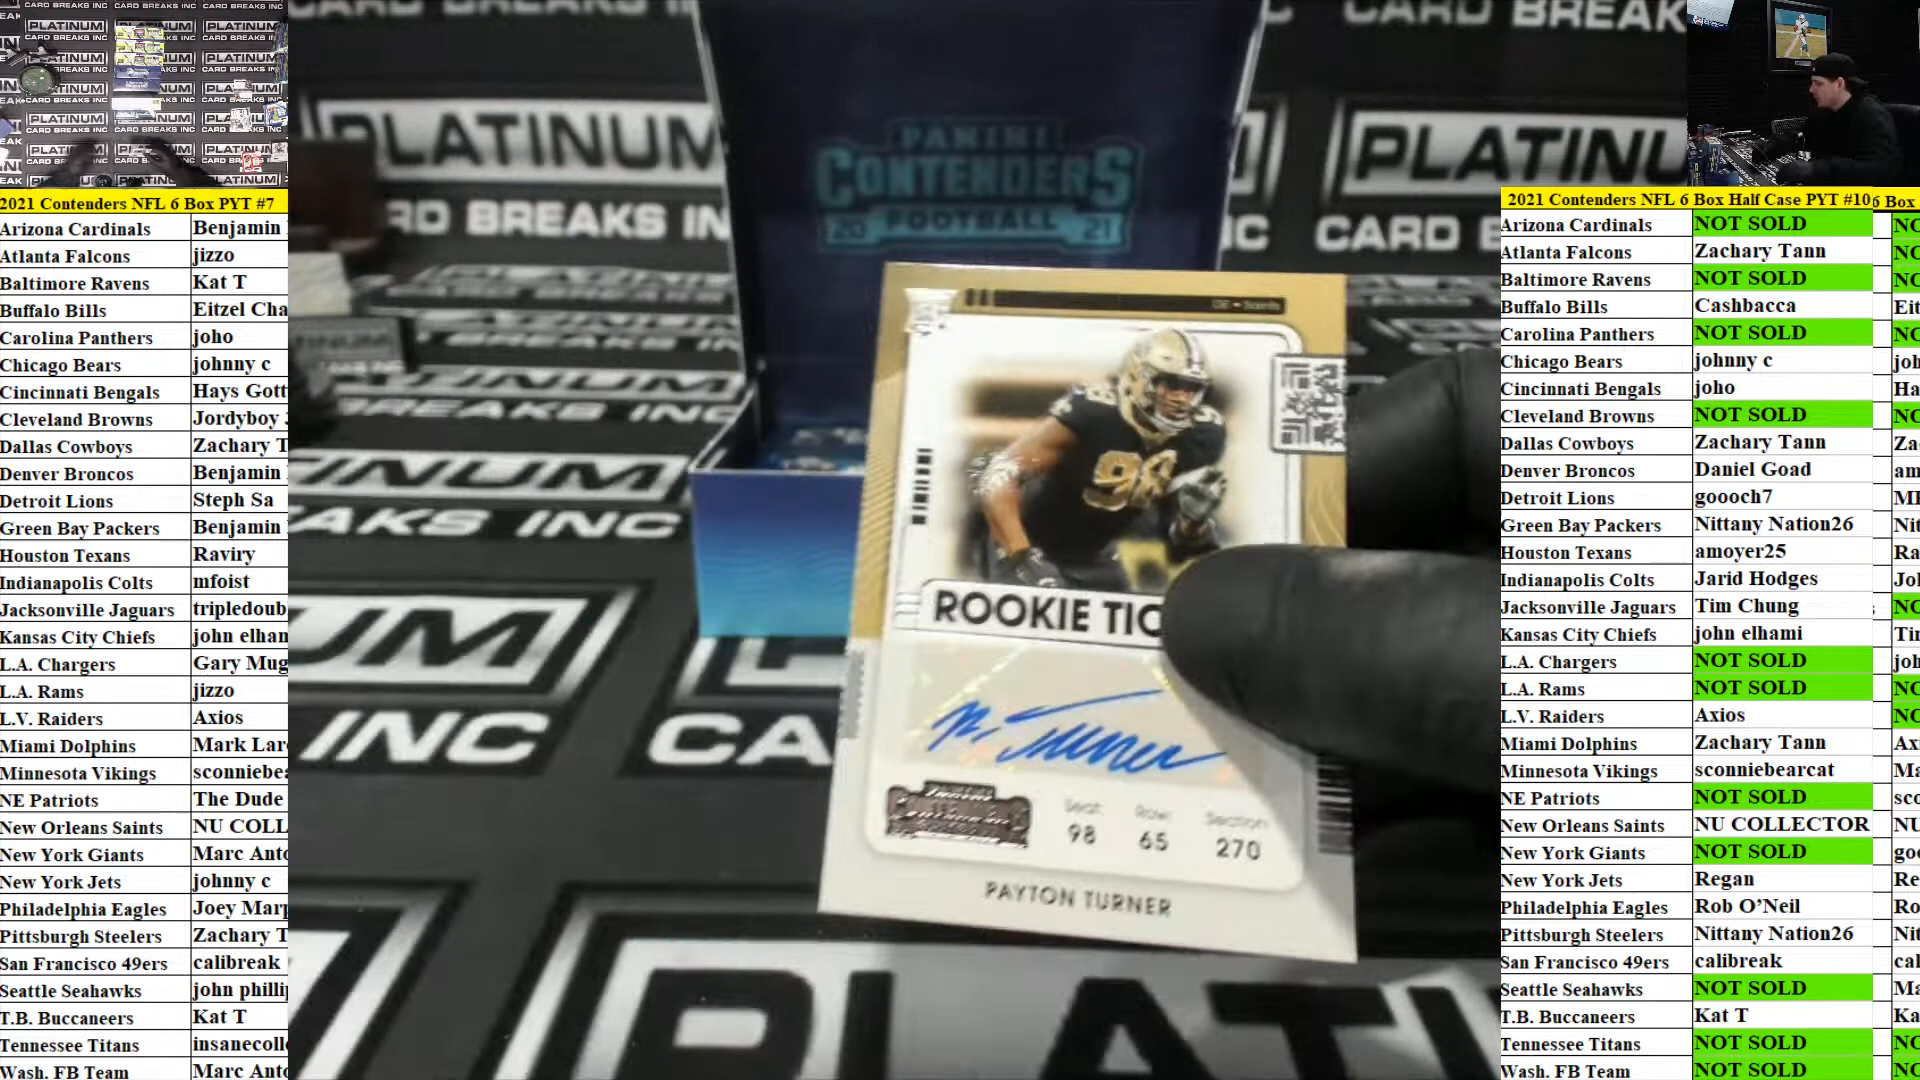 2021 Contenders NFL 6 Box PYT #7
Arizona Cardinals Benjamin
Atlanta Falcons jizzo
Baltimore Ravens Kat T
Buffalo Bills Eitzel Cha
Carolina Panthers joho
Chicago Bears johnny c
Cincinnati Bengals Hays Gott
Cleveland Browns Jordyboy
Dallas Cowboys Zachary T
Denver Broncos Benjamin
Detroit Lions Steph Sa
Green Bay Packers Benjamin
Houston Texans Raviry
Indianapolis Colts mfoist
Jacksonville Jaguars tripledoub
Kansas City Chiefs john elham
L.A. Chargers Gary Mug
L.A. Rams jizzo
L.V. Raiders Axios
Miami Dolphins Mark Lar
Minnesota Vikings sconniebea
NE Patriots The Dude
New Orleans Saints NU COLL
New York Giants Marc Anto
New York Jets johnny c
Philadelphia Eagles Joey Marp
Pittsburgh Steelers Zachary T
San Francisco 49ers calibreak
Seattle Seahawks john philli
T.B. Buccaneers Kat T
Tennessee Titans insanecoll
Wash. FB Team Marc Anto
PLATINUM
CARD BREAKS INC
PANINI
CONTENDERS
20 FOOTBALL 21
DE • Saints
98
ROOKIE TIC
P. Turner
Seat Row Section
98 65 270
PAYTON TURNER
2021 Contenders NFL 6 Box Half Case PYT #10
Arizona Cardinals NOT SOLD
Atlanta Falcons Zachary Tann
Baltimore Ravens NOT SOLD
Buffalo Bills Cashbacca
Carolina Panthers NOT SOLD
Chicago Bears johnny c
Cincinnati Bengals joho
Cleveland Browns NOT SOLD
Dallas Cowboys Zachary Tann
Denver Broncos Daniel Goad
Detroit Lions goooch7
Green Bay Packers Nittany Nation26
Houston Texans amoyer25
Indianapolis Colts Jarid Hodges
Jacksonville Jaguars Tim Chung
Kansas City Chiefs john elhami
L.A. Chargers NOT SOLD
L.A. Rams NOT SOLD
L.V. Raiders Axios
Miami Dolphins Zachary Tann
Minnesota Vikings sconniebearcat
NE Patriots NOT SOLD
New Orleans Saints NU COLLECTOR
New York Giants NOT SOLD
New York Jets Regan
Philadelphia Eagles Rob O'Neil
Pittsburgh Steelers Nittany Nation26
San Francisco 49ers calibreak
Seattle Seahawks NOT SOLD
T.B. Buccaneers Kat T
Tennessee Titans NOT SOLD
Wash. FB Team NOT SOLD
6 Box